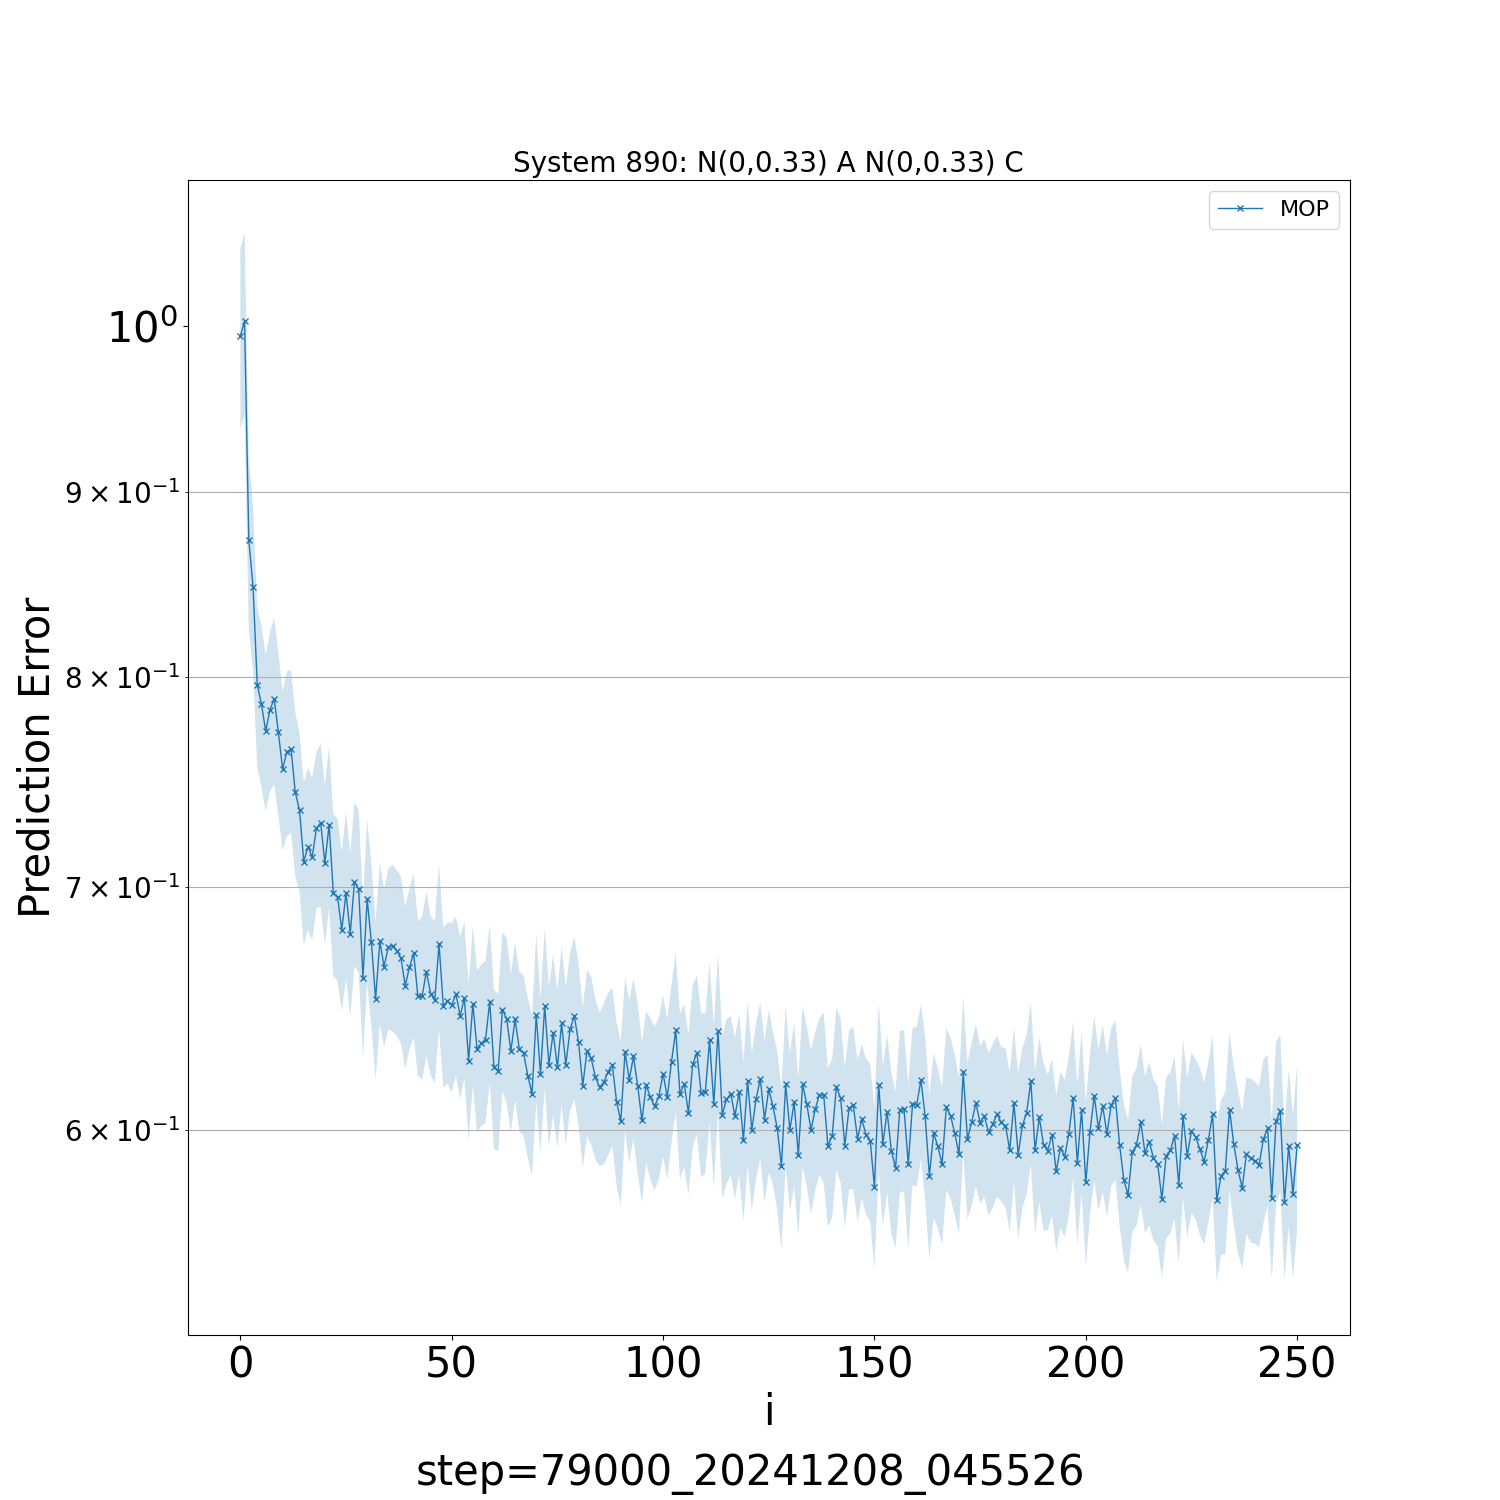 System 890: N(0,0.33) A N(0,0.33) C
MOP
10⁰
9 × 10⁻¹
8 × 10⁻¹
7 × 10⁻¹
6 × 10⁻¹
Prediction Error
0 50 100 150 200 250
i
step=79000_20241208_045526